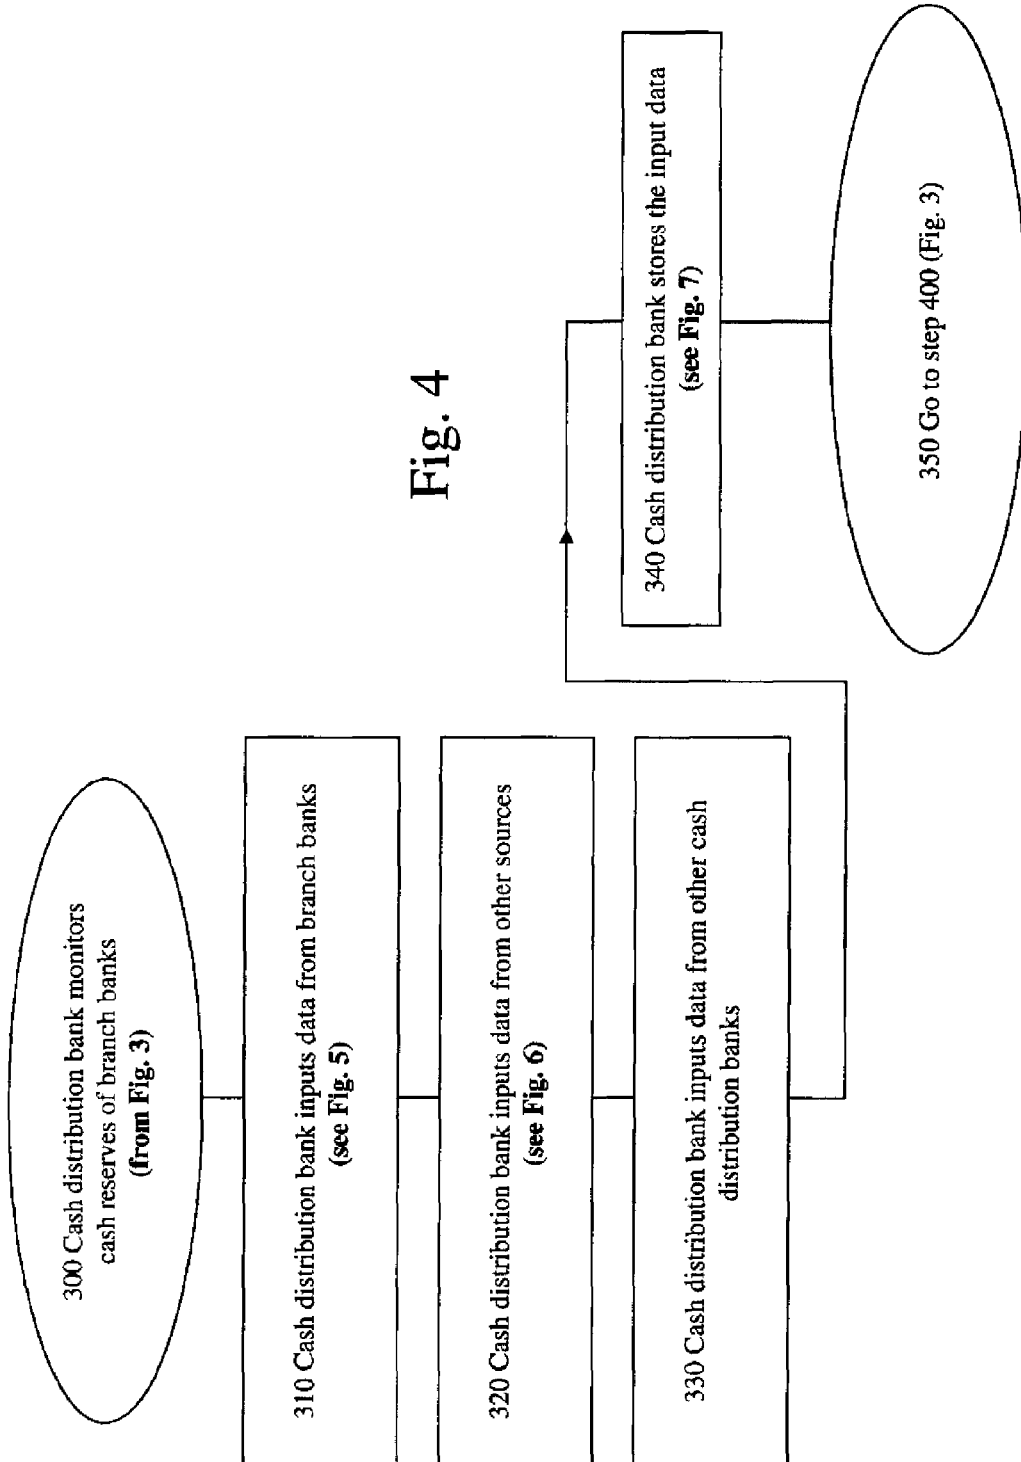 300 Cash distribution bank monitors
cash reserves of branch banks
(from Fig. 3)
310 Cash distribution bank inputs data from branch banks
(see Fig. 5)
320 Cash distribution bank inputs data from other sources
(see Fig. 6)
330 Cash distribution bank inputs data from other cash
distribution banks
Fig. 4
340 Cash distribution bank stores the input data
(see Fig. 7)
350 Go to step 400 (Fig. 3)